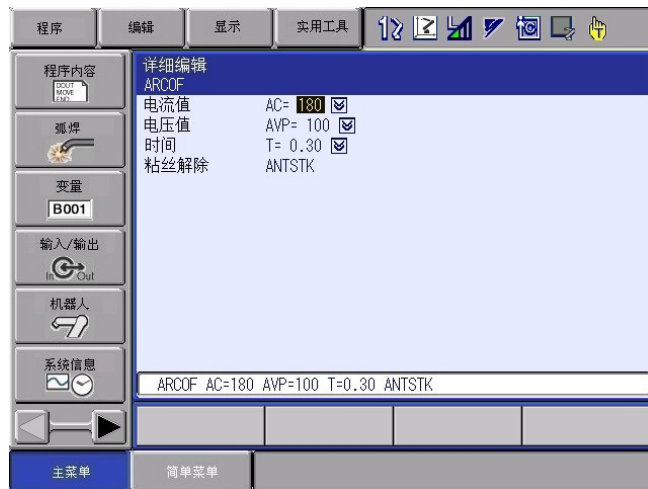 程序 编辑 显示 实用工具
程序内容
DOUT
MOVE
END
弧焊
变量
B001
输入/输出
In Out
机器人
系统信息
详细编辑
ARCOF
电流值 AC= 180
电压值 AVP= 100
时间 T= 0.30
粘丝解除 ANTSTK
ARCOF AC=180 AVP=100 T=0.30 ANTSTK
主菜单 简单菜单